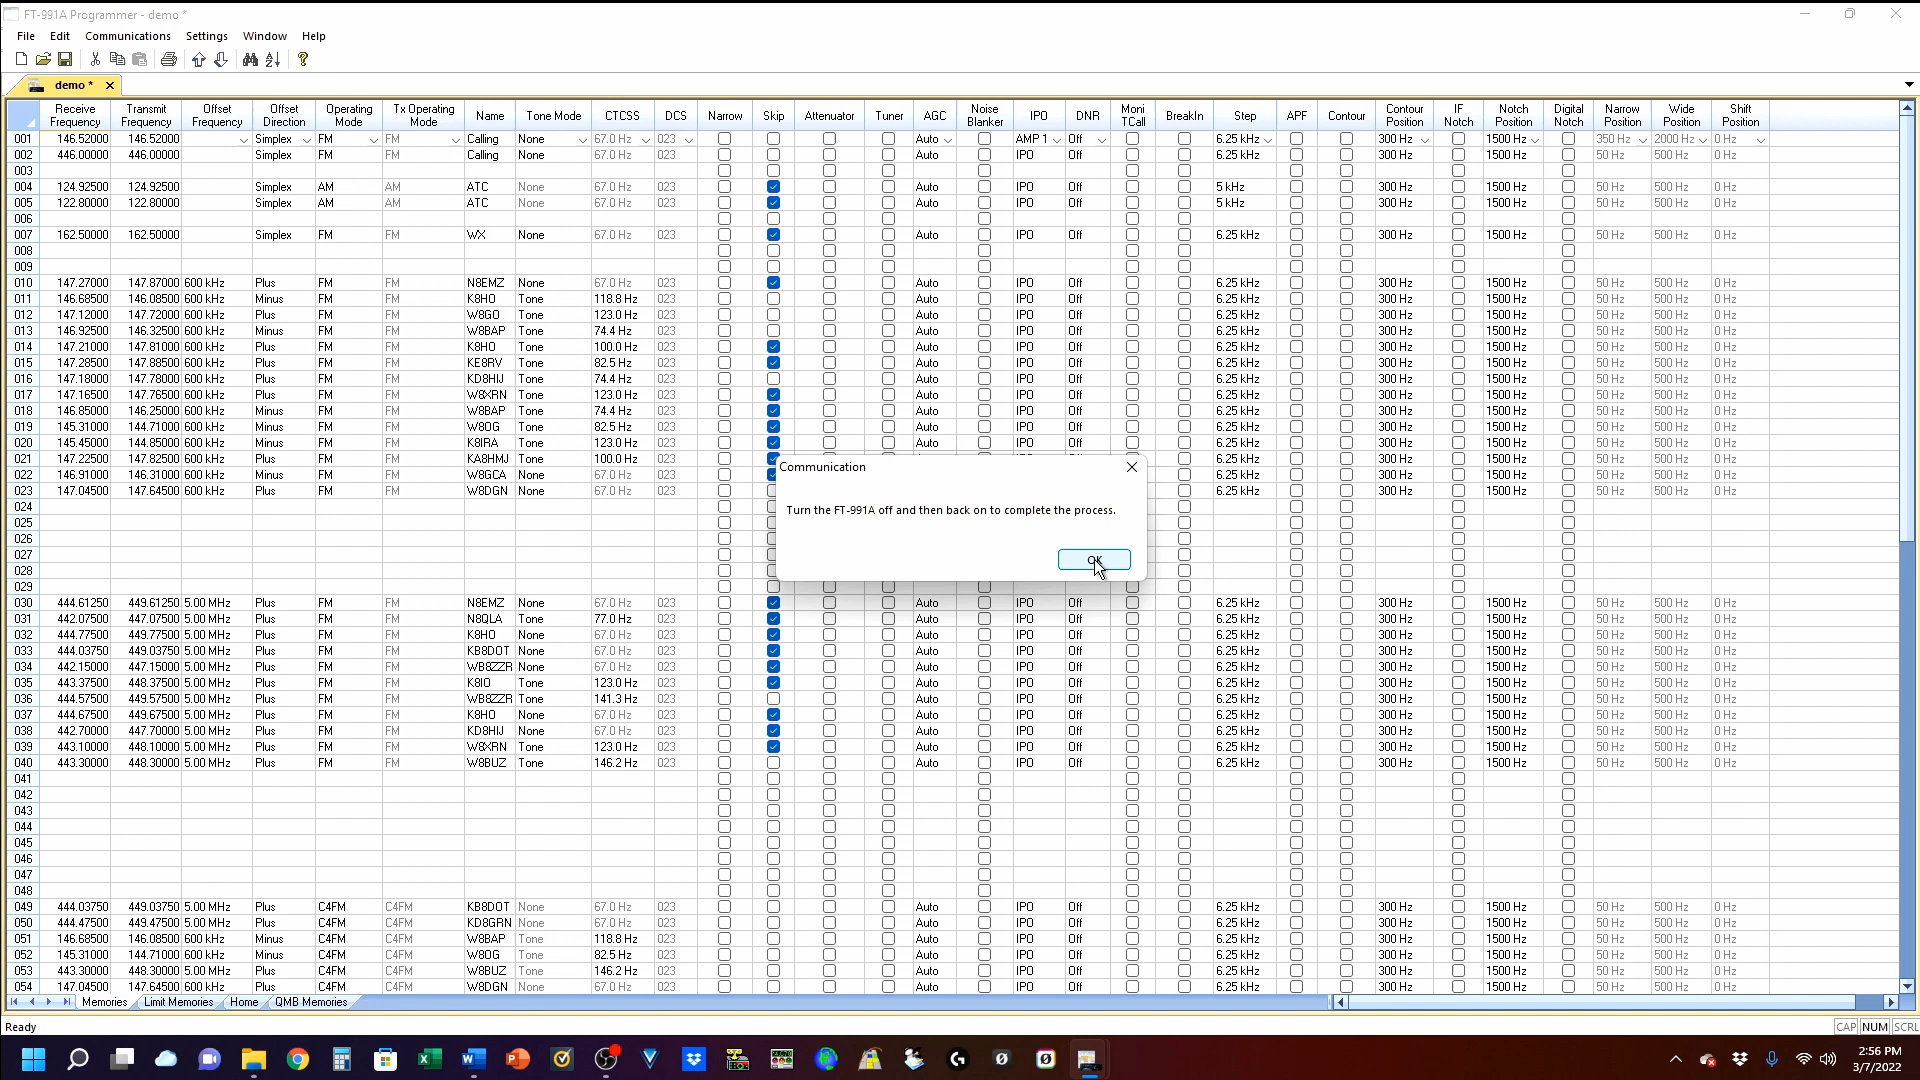 FT-991A Programmer - demo *
File Edit Communications Settings Window Help
demo *
Receive Frequency Transmit Frequency Offset Frequency Offset Direction Operating Mode Tx Operating Mode Name Tone Mode CTCSS DCS Narrow Skip Attenuator Tuner AGC Noise Blanker IPO DNR Moni TCall BreakIn Step APF Contour Contour Position IF Notch Notch Position Digital Notch Narrow Position Wide Position Shift Position
001 146.52000 146.52000 Simplex FM FM Calling None 67.0 Hz 023 Auto AMP 1 Off 6.25 kHz 300 Hz 1500 Hz 350 Hz 2000 Hz 0 Hz
002 446.00000 446.00000 Simplex FM FM Calling None 67.0 Hz 023 Auto IPO Off 6.25 kHz 300 Hz 1500 Hz 50 Hz 500 Hz 0 Hz
003
004 124.92500 124.92500 Simplex AM AM ATC None 67.0 Hz 023 Auto IPO Off 5 kHz 300 Hz 1500 Hz 50 Hz 500 Hz 0 Hz
005 122.80000 122.80000 Simplex AM AM ATC None 67.0 Hz 023 Auto IPO Off 5 kHz 300 Hz 1500 Hz 50 Hz 500 Hz 0 Hz
006
007 162.50000 162.50000 Simplex FM FM WX None 67.0 Hz 023 Auto IPO Off 6.25 kHz 300 Hz 1500 Hz 50 Hz 500 Hz 0 Hz
008
009
010 147.27000 147.87000 600 kHz Plus FM FM N8EMZ None 67.0 Hz 023 Auto IPO Off 6.25 kHz 300 Hz 1500 Hz 50 Hz 500 Hz 0 Hz
011 146.68500 146.08500 600 kHz Minus FM FM K8HO Tone 118.8 Hz 023 Auto IPO Off 6.25 kHz 300 Hz 1500 Hz 50 Hz 500 Hz 0 Hz
012 147.12000 147.72000 600 kHz Plus FM FM W8GO Tone 123.0 Hz 023 Auto IPO Off 6.25 kHz 300 Hz 1500 Hz 50 Hz 500 Hz 0 Hz
013 146.92500 146.32500 600 kHz Minus FM FM W8BAP Tone 74.4 Hz 023 Auto IPO Off 6.25 kHz 300 Hz 1500 Hz 50 Hz 500 Hz 0 Hz
014 147.21000 147.81000 600 kHz Plus FM FM K8HO Tone 100.0 Hz 023 Auto IPO Off 6.25 kHz 300 Hz 1500 Hz 50 Hz 500 Hz 0 Hz
015 147.28500 147.88500 600 kHz Plus FM FM KE8RV Tone 82.5 Hz 023 Auto IPO Off 6.25 kHz 300 Hz 1500 Hz 50 Hz 500 Hz 0 Hz
016 147.18000 147.78000 600 kHz Plus FM FM KD8HIJ Tone 74.4 Hz 023 Auto IPO Off 6.25 kHz 300 Hz 1500 Hz 50 Hz 500 Hz 0 Hz
017 147.16500 147.76500 600 kHz Plus FM FM W8XRN Tone 123.0 Hz 023 Auto IPO Off 6.25 kHz 300 Hz 1500 Hz 50 Hz 500 Hz 0 Hz
018 146.85000 146.25000 600 kHz Minus FM FM W8BAP Tone 74.4 Hz 023 Auto IPO Off 6.25 kHz 300 Hz 1500 Hz 50 Hz 500 Hz 0 Hz
019 145.31000 144.71000 600 kHz Minus FM FM W8OG Tone 82.5 Hz 023 Auto IPO Off 6.25 kHz 300 Hz 1500 Hz 50 Hz 500 Hz 0 Hz
020 145.45000 144.85000 600 kHz Minus FM FM K8IRA Tone 123.0 Hz 023 Auto IPO Off 6.25 kHz 300 Hz 1500 Hz 50 Hz 500 Hz 0 Hz
021 147.22500 147.82500 600 kHz Plus FM FM KA8HMJ Tone 100.0 Hz 023 6.25 kHz 300 Hz 1500 Hz 50 Hz 500 Hz 0 Hz
022 146.91000 146.31000 600 kHz Minus FM FM W8GCA None 67.0 Hz 023 6.25 kHz 300 Hz 1500 Hz 50 Hz 500 Hz 0 Hz
023 147.04500 147.64500 600 kHz Plus FM FM W8DGN None 67.0 Hz 023 6.25 kHz 300 Hz 1500 Hz 50 Hz 500 Hz 0 Hz
024
025
026
027
028
029
Communication
Turn the FT-991A off and then back on to complete the process.
OK
030 444.61250 449.61250 5.00 MHz Plus FM FM N8EMZ None 67.0 Hz 023 Auto IPO Off 6.25 kHz 300 Hz 1500 Hz 50 Hz 500 Hz 0 Hz
031 442.07500 447.07500 5.00 MHz Plus FM FM N8QLA Tone 77.0 Hz 023 Auto IPO Off 6.25 kHz 300 Hz 1500 Hz 50 Hz 500 Hz 0 Hz
032 444.77500 449.77500 5.00 MHz Plus FM FM K8HO None 67.0 Hz 023 Auto IPO Off 6.25 kHz 300 Hz 1500 Hz 50 Hz 500 Hz 0 Hz
033 444.03750 449.03750 5.00 MHz Plus FM FM KB8DOT None 67.0 Hz 023 Auto IPO Off 6.25 kHz 300 Hz 1500 Hz 50 Hz 500 Hz 0 Hz
034 442.15000 447.15000 5.00 MHz Plus FM FM WB8ZZR None 67.0 Hz 023 Auto IPO Off 6.25 kHz 300 Hz 1500 Hz 50 Hz 500 Hz 0 Hz
035 443.37500 448.37500 5.00 MHz Plus FM FM K8IO Tone 123.0 Hz 023 Auto IPO Off 6.25 kHz 300 Hz 1500 Hz 50 Hz 500 Hz 0 Hz
036 444.57500 449.57500 5.00 MHz Plus FM FM WB8ZZR Tone 141.3 Hz 023 Auto IPO Off 6.25 kHz 300 Hz 1500 Hz 50 Hz 500 Hz 0 Hz
037 444.67500 449.67500 5.00 MHz Plus FM FM K8HO None 67.0 Hz 023 Auto IPO Off 6.25 kHz 300 Hz 1500 Hz 50 Hz 500 Hz 0 Hz
038 442.70000 447.70000 5.00 MHz Plus FM FM KD8HIJ None 67.0 Hz 023 Auto IPO Off 6.25 kHz 300 Hz 1500 Hz 50 Hz 500 Hz 0 Hz
039 443.10000 448.10000 5.00 MHz Plus FM FM W8XRN Tone 123.0 Hz 023 Auto IPO Off 6.25 kHz 300 Hz 1500 Hz 50 Hz 500 Hz 0 Hz
040 443.30000 448.30000 5.00 MHz Plus FM FM W8BUZ Tone 146.2 Hz 023 Auto IPO Off 6.25 kHz 300 Hz 1500 Hz 50 Hz 500 Hz 0 Hz
041
042
043
044
045
046
047
048
049 444.03750 449.03750 5.00 MHz Plus C4FM C4FM KB8DOT None 67.0 Hz 023 Auto IPO Off 6.25 kHz 300 Hz 1500 Hz 50 Hz 500 Hz 0 Hz
050 444.47500 449.47500 5.00 MHz Plus C4FM C4FM KD8GRN None 67.0 Hz 023 Auto IPO Off 6.25 kHz 300 Hz 1500 Hz 50 Hz 500 Hz 0 Hz
051 146.68500 146.08500 600 kHz Minus C4FM C4FM W8BAP Tone 118.8 Hz 023 Auto IPO Off 6.25 kHz 300 Hz 1500 Hz 50 Hz 500 Hz 0 Hz
052 145.31000 144.71000 600 kHz Minus C4FM C4FM W8OG Tone 82.5 Hz 023 Auto IPO Off 6.25 kHz 300 Hz 1500 Hz 50 Hz 500 Hz 0 Hz
053 443.30000 448.30000 5.00 MHz Plus C4FM C4FM W8BUZ Tone 146.2 Hz 023 Auto IPO Off 6.25 kHz 300 Hz 1500 Hz 50 Hz 500 Hz 0 Hz
054 147.04500 147.64500 600 kHz Plus C4FM C4FM W8DGN None 67.0 Hz 023 Auto IPO Off 6.25 kHz 300 Hz 1500 Hz 50 Hz 500 Hz 0 Hz
Memories Limit Memories Home QMB Memories
Ready CAP NUM SCRL
2:56 PM
3/7/2022